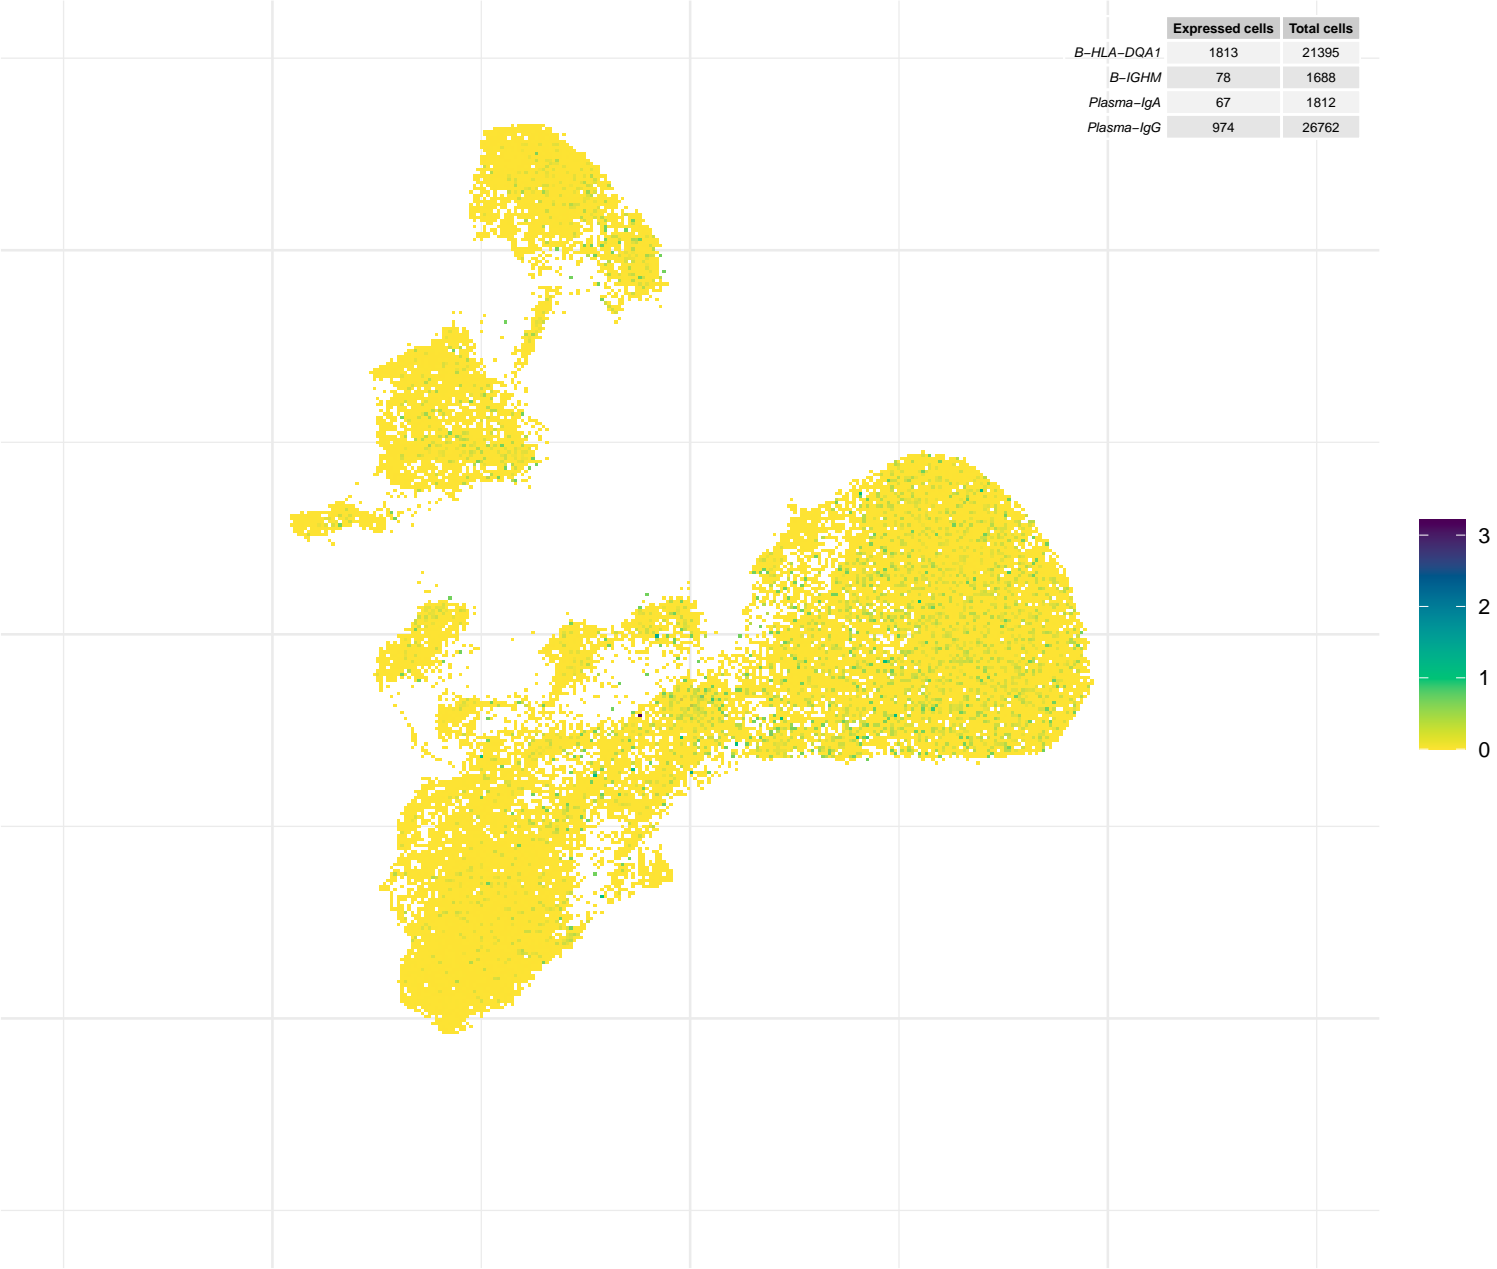 Expressed cells Total cells
B−HLA−DQA1 1813 21395
B−IGHM 78 1688
Plasma−IgA 67 1812
Plasma−IgG 974 26762
3
2
1
0